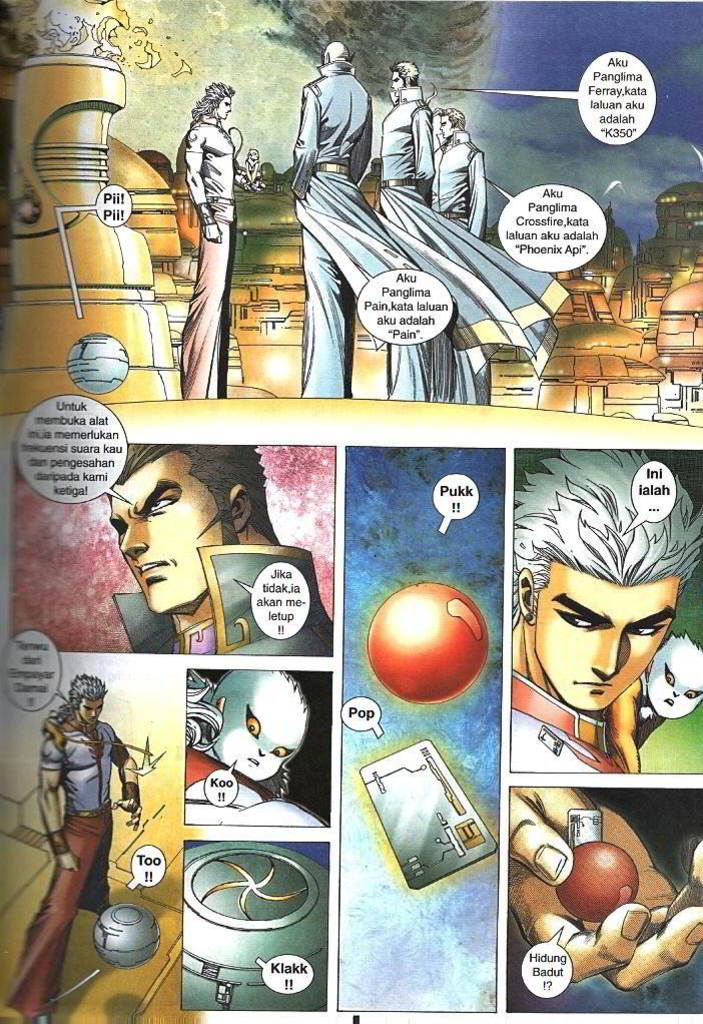 Aku
Panglima
Ferray,kata
laluan aku
adalah
"K350"
Pii!
Pii!
Aku
Panglima
Crossfire,kata
laluan aku adalah
"Phoenix Api".
Aku
Panglima
Pain,kata laluan
aku adalah
"Pain".
Untuk
membuka alat
memerlukan
frekuensi suara kau
dan pengesahan
daripada kami
ketiga!
Jika
tidak,ia
akan me-
letup
!!
Pukk
!!
Ini
ialah
...
Tenwu
dari
Empayar
Damai
!!
Koo
!!
Pop
Too
!!
Klakk
!!
Hidung
Badut
!?